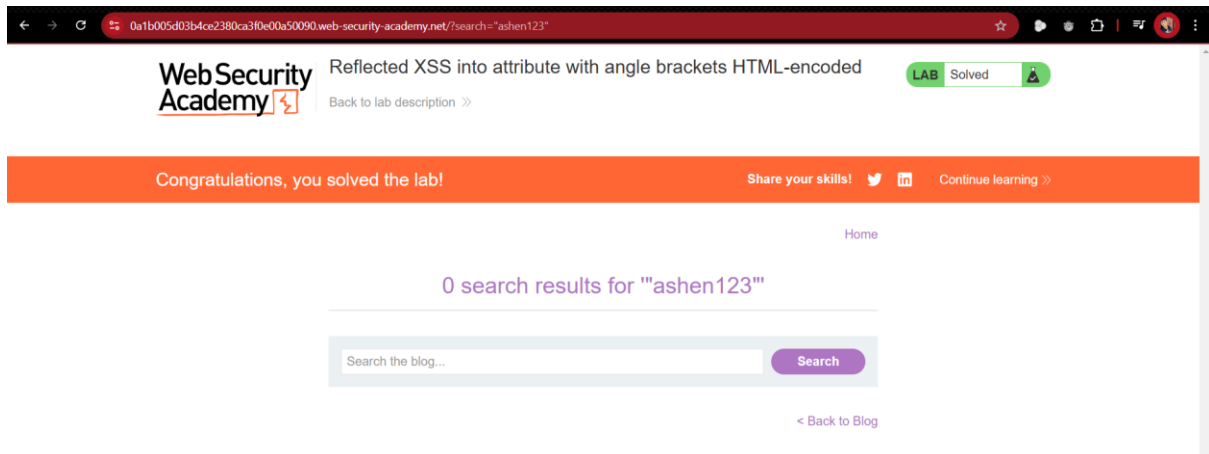 0a1b005d03b4ce2380ca3f0e00a50090.web-security-academy.net/?search="ashen123"
Web Security
Academy
Reflected XSS into attribute with angle brackets HTML-encoded
Back to lab description >>
LAB Solved
Congratulations, you solved the lab!
Share your skills!
in
Continue learning >>
Home
0 search results for '"ashen123"'
Search the blog...
Search
< Back to Blog